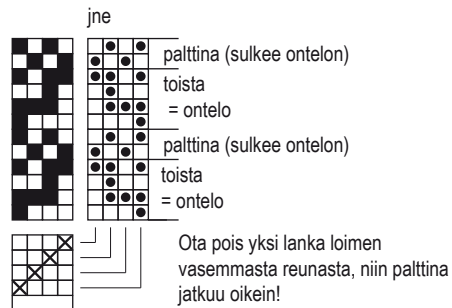 jne
palttina (sulkee ontelon)
toista
= ontelo
palttina (sulkee ontelon)
toista
= ontelo
Ota pois yksi lanka loimen
vasemmasta reunasta, niin palttina
jatkuu oikein!